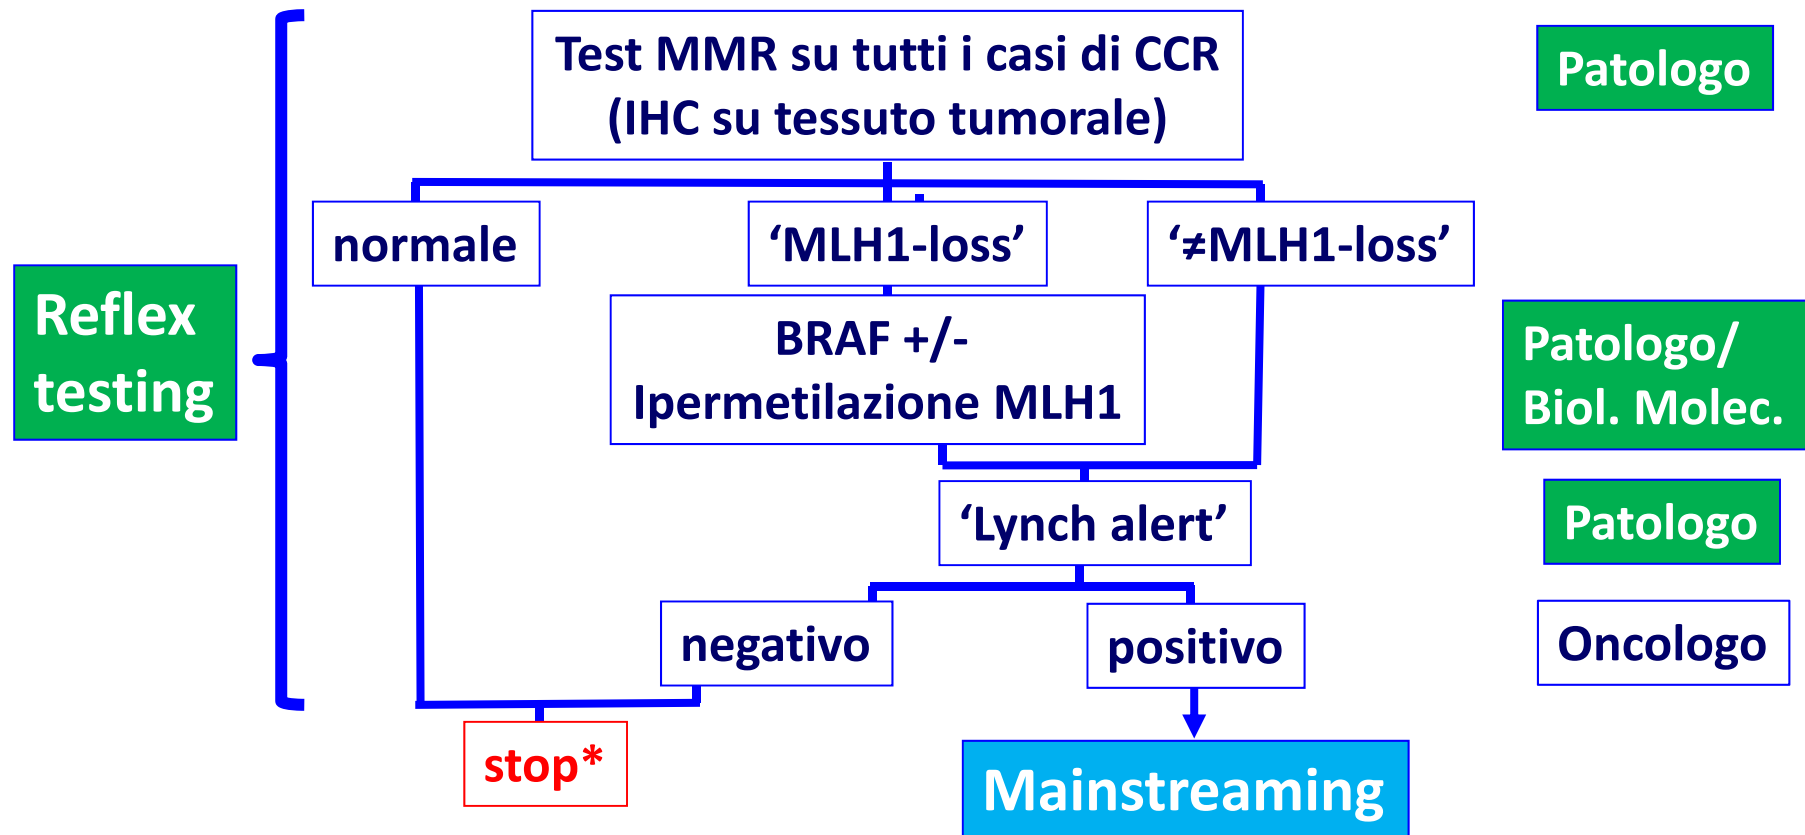 Test MMR su tutti i casi di CCR
(IHC su tessuto tumorale)
Patologo
normale
‘MLH1-loss’
‘≠MLH1-loss’
Reflex
testing
BRAF +/-
Ipermetilazione MLH1
Patologo/
Biol. Molec.
‘Lynch alert’
Patologo
negativo
positivo
Oncologo
stop*
Mainstreaming